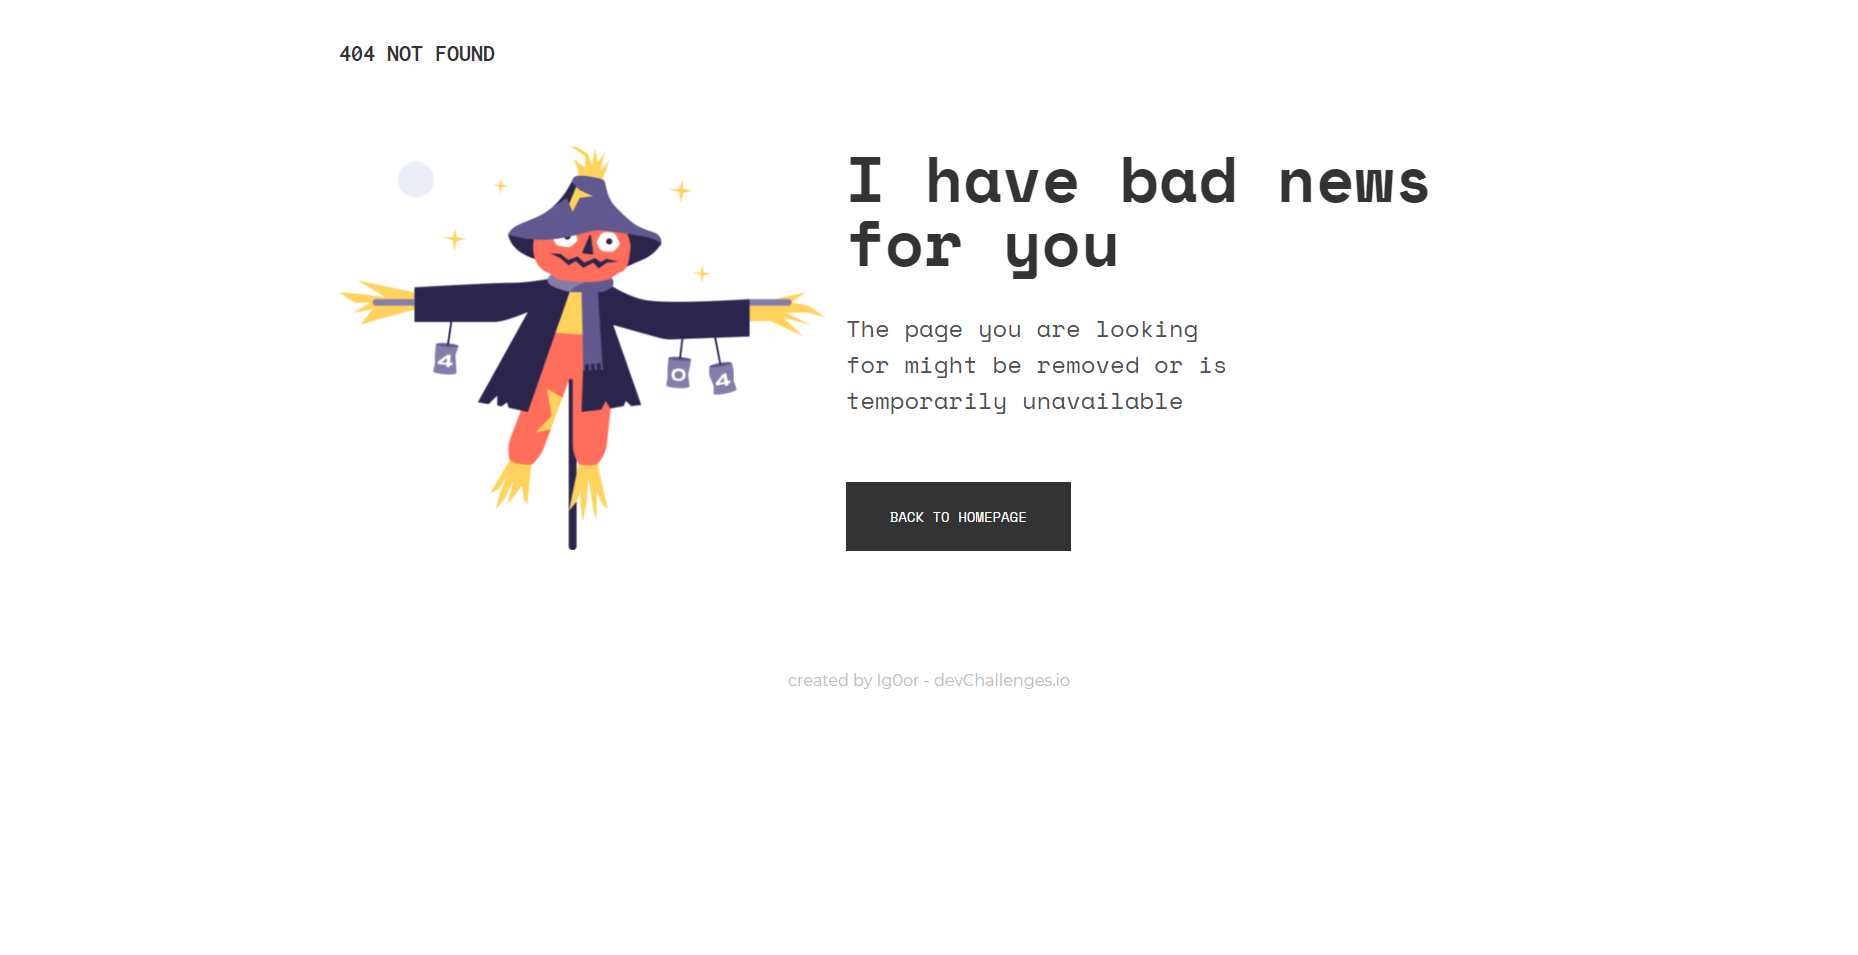 404 NOT FOUND
I have bad news
for you
The page you are looking
for might be removed or is
temporarily unavailable
4
0
4
BACK TO HOMEPAGE
created by Ig0or - devChallenges.io